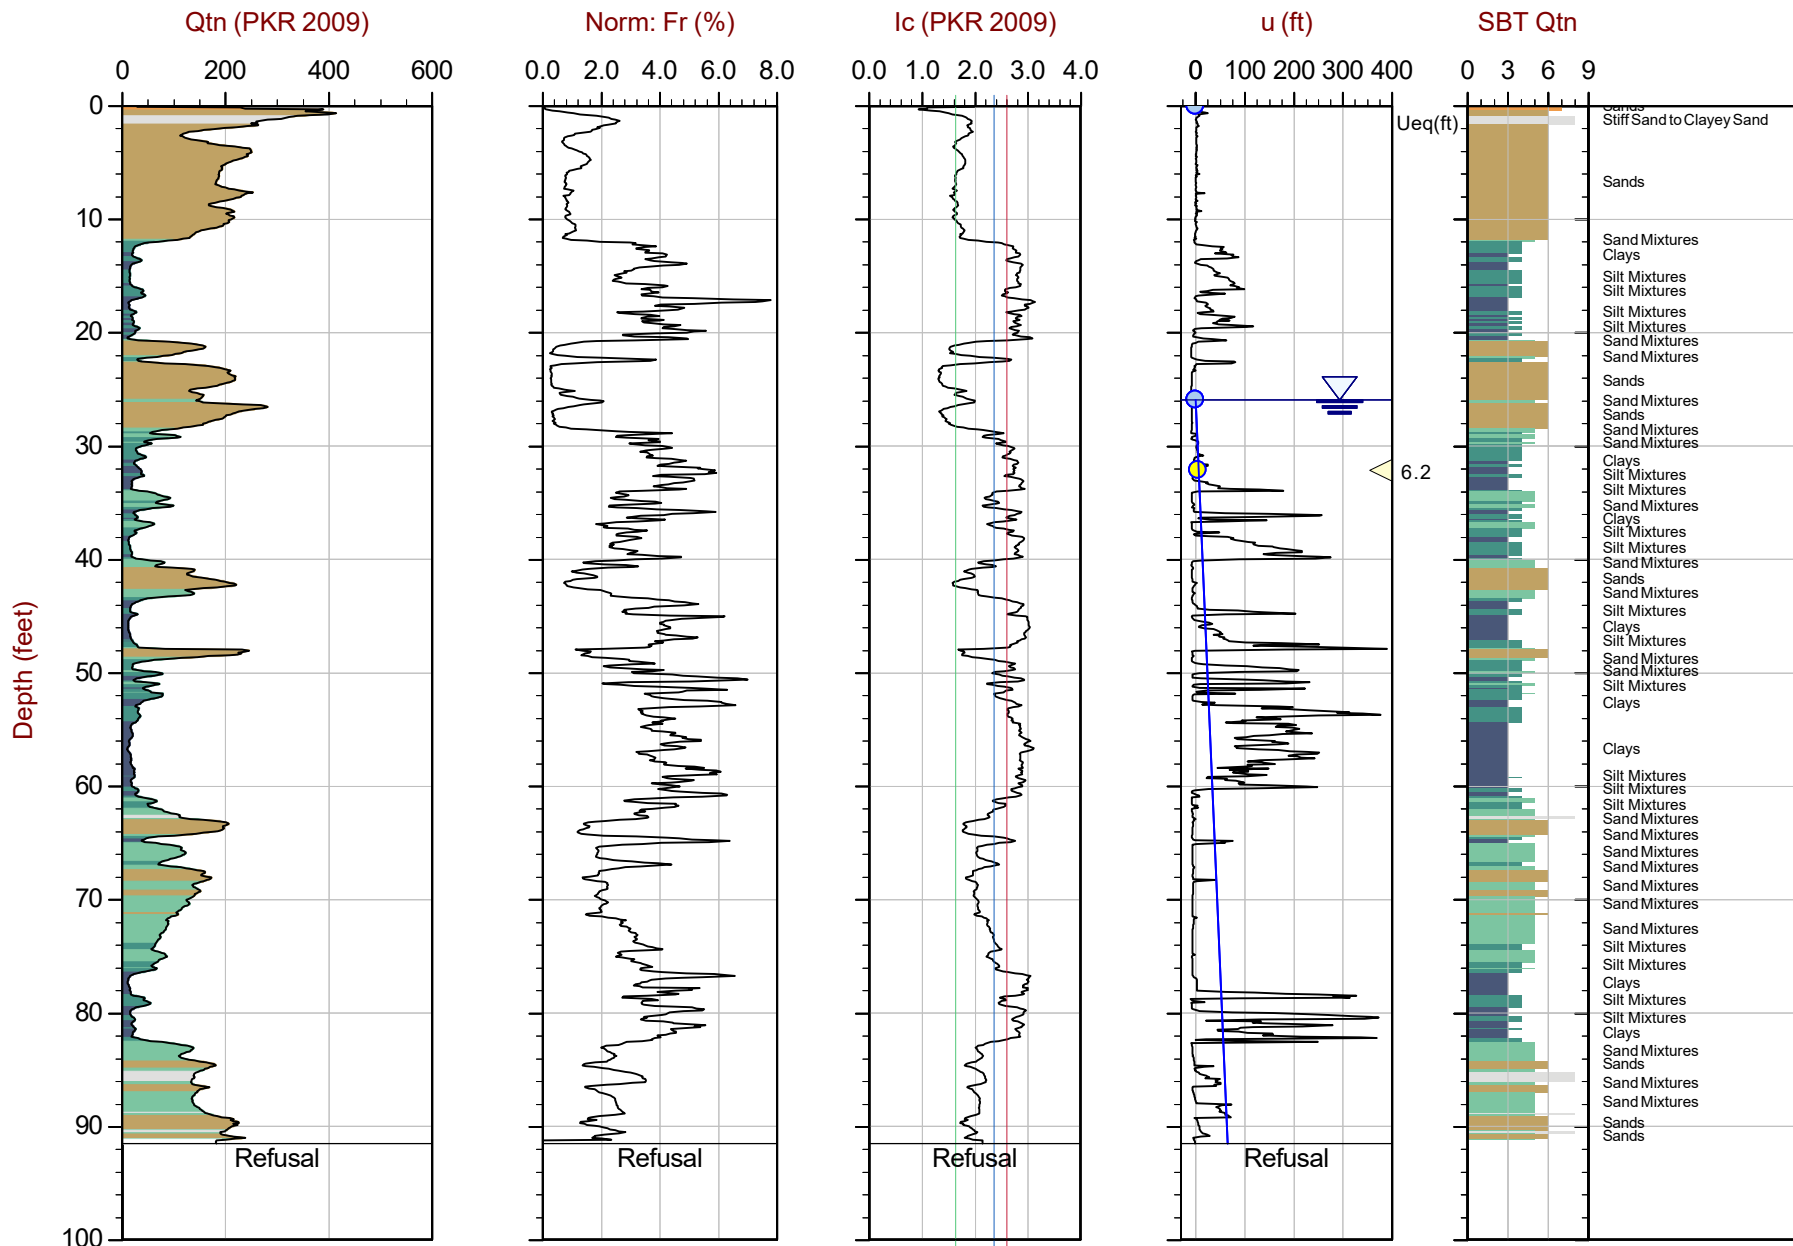 Qtn (PKR 2009) Norm: Fr (%) Ic (PKR 2009) u (ft) SBT Qtn
0 200 400 600 0.0 2.0 4.0 6.0 8.0 0.0 1.0 2.0 3.0 4.0 0 100 200 300 400 0 3 6 9
0
Sands
Ueq(ft)
Stiff Sand to Clayey Sand
Sands
10
Sand Mixtures
Clays
Silt Mixtures
Silt Mixtures
Silt Mixtures
Silt Mixtures
20
Sand Mixtures
Sand Mixtures
Sands
Sand Mixtures
Sands
Sand Mixtures
Sand Mixtures
30
Clays
6.2
Silt Mixtures
Silt Mixtures
Sand Mixtures
Clays
Silt Mixtures
Silt Mixtures
40
Sand Mixtures
Sands
Sand Mixtures
Silt Mixtures
Clays
Silt Mixtures
Sand Mixtures
50
Sand Mixtures
Silt Mixtures
Clays
Depth (feet)
Clays
Silt Mixtures
60
Silt Mixtures
Silt Mixtures
Sand Mixtures
Sand Mixtures
Sand Mixtures
Sand Mixtures
Sand Mixtures
70
Sand Mixtures
Sand Mixtures
Silt Mixtures
Silt Mixtures
Clays
Silt Mixtures
80
Silt Mixtures
Clays
Sand Mixtures
Sands
Sand Mixtures
Sand Mixtures
90
Sands
Sands
Refusal Refusal Refusal Refusal
100